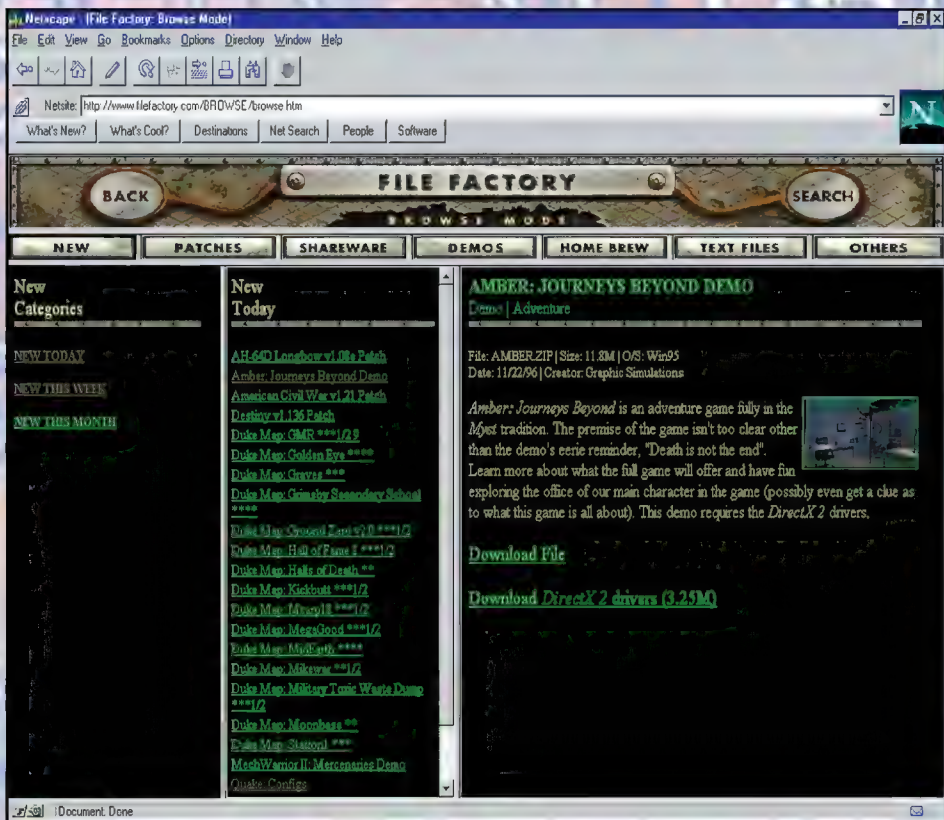 Netscape - [File Factory: Browse Mode]
File Edit View Go Bookmarks Options Directory Window Help
Netsite: http://www.filefactory.com/BROWSE/browse.htm
What's New? What's Cool? Destinations Net Search People Software
N
BACK
FILE FACTORY
BROWSE MODE
SEARCH
NEW PATCHES SHAREWARE DEMOS HOME BREW TEXT FILES OTHERS
New
Categories
NEW TODAY
NEW THIS WEEK
NEW THIS MONTH
New
Today
AH-64D Longbow v1.08e Patch
Amber: Journeys Beyond Demo
American Civil War v1.21 Patch
Destiny v1.136 Patch
Duke Map: GMR ***1/2 9
Duke Map: Golden Eye ****
Duke Map: Graves ***
Duke Map: Grimsby Secondary School
****
Duke Map: Ground Zero v2.0 ***1/2
Duke Map: Hall of Fame I ***1/2
Duke Map: Halls of Death **
Duke Map: Kickbutt ***1/2
Duke Map: ***1/2
Duke Map: MegsGood ***1/2
Duke Map: MidEarth ****
Duke Map: Mikewar **1/2
Duke Map: Military Toxic Waste Dump
***1/2
Duke Map: Moonbase **
Duke Map: Station1 ***
MechWarrior II: Mercenaries Demo
Quake: Configs
AMBER: JOURNEYS BEYOND DEMO
Demo | Adventure
File: AMBER.ZIP | Size: 11.8M | O/S: Win95
Date: 11/22/96 | Creator: Graphic Simulations
Amber: Journeys Beyond is an adventure game fully in the
Myst tradition. The premise of the game isn't too clear other
than the demo's eerie reminder, "Death is not the end".
Learn more about what the full game will offer and have fun
exploring the office of our main character in the game (possibly even get a clue as
to what this game is all about). This demo requires the DirectX 2 drivers.
Download File
Download DirectX 2 drivers (3.25M)
Document: Done